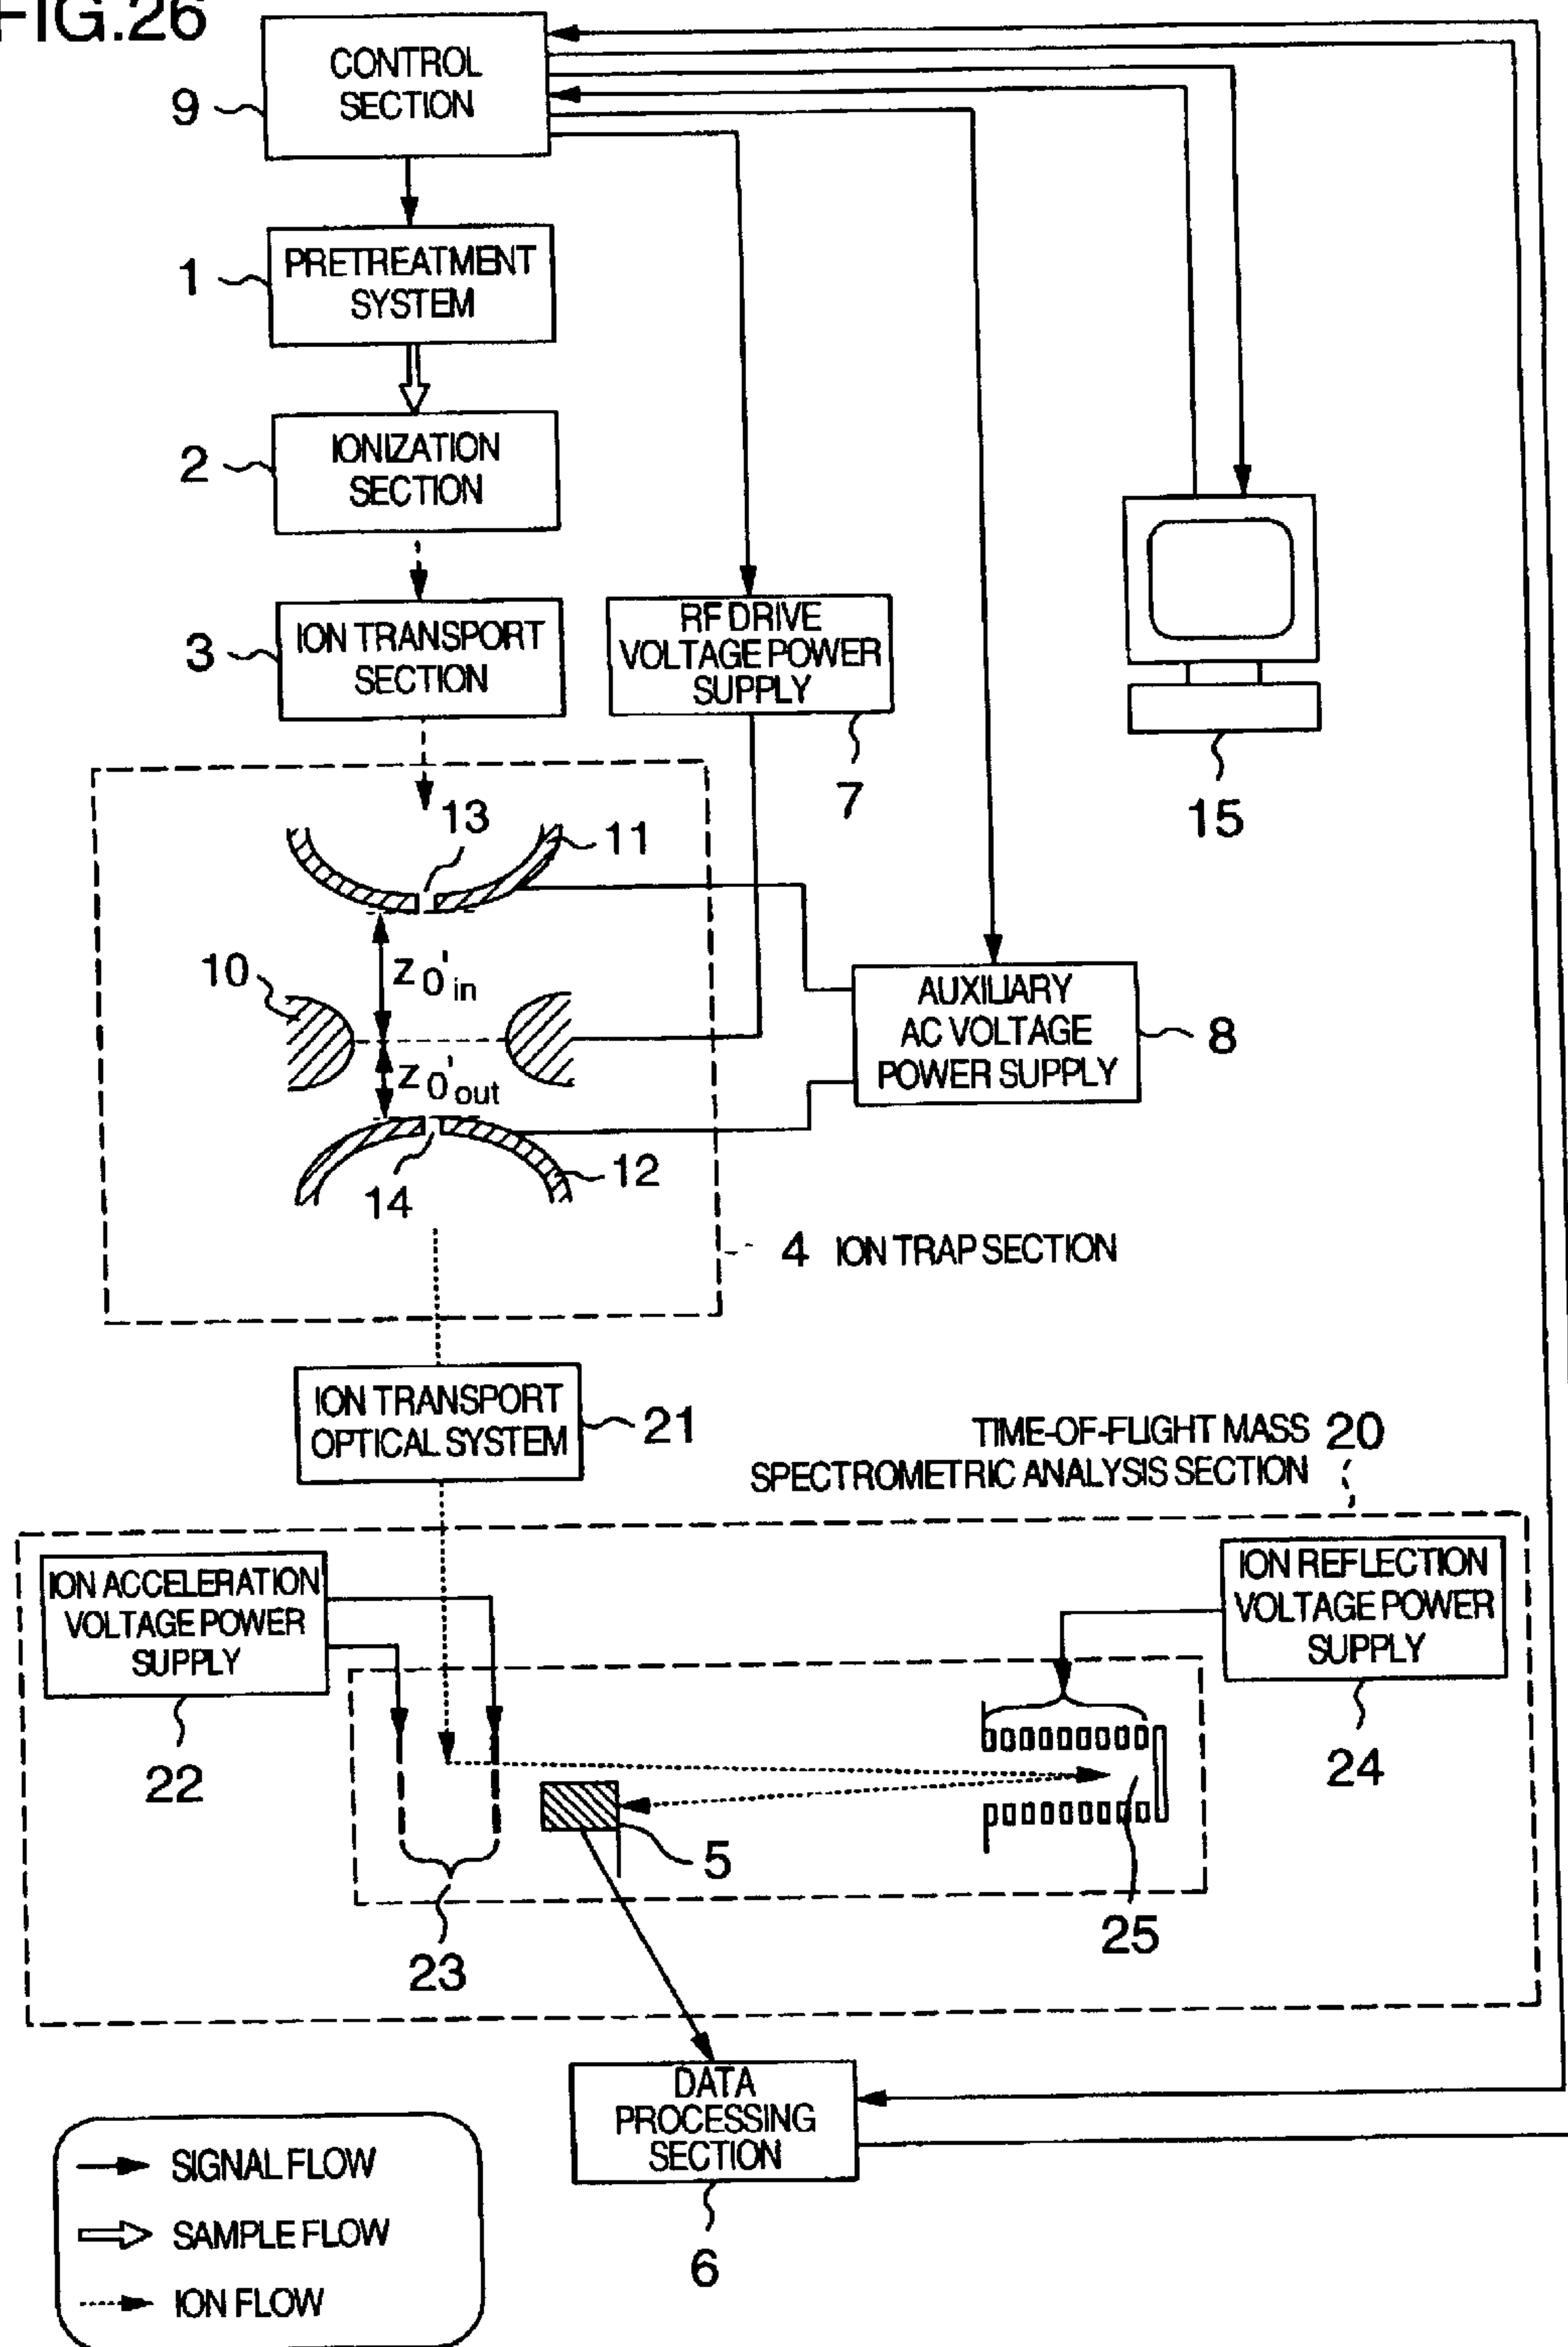 FIG.26
CONTROL
SECTION
9
PRETREATMENT
SYSTEM
1
IONIZATION
SECTION
2
ION TRANSPORT
SECTION
3
RF DRIVE
VOLTAGE POWER
SUPPLY
7
15
13
11
10
z0'in
z0'out
AUXILIARY
AC VOLTAGE
POWER SUPPLY
8
12
14
4 ION TRAP SECTION
ION TRANSPORT
OPTICAL SYSTEM
21
TIME-OF-FLIGHT MASS 20
SPECTROMETRIC ANALYSIS SECTION
ION ACCELERATION
VOLTAGE POWER
SUPPLY
22
ION REFLECTION
VOLTAGE POWER
SUPPLY
24
5
25
23
DATA
PROCESSING
SECTION
6
SIGNAL FLOW
SAMPLE FLOW
ION FLOW